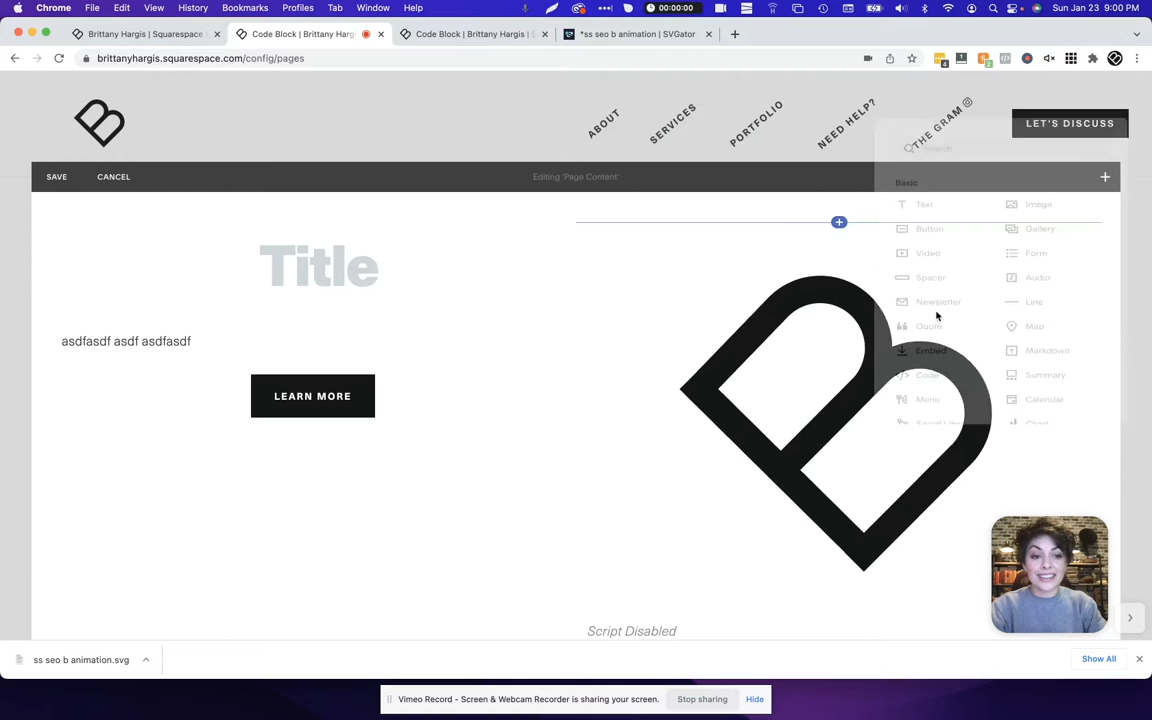 Chrome File Edit View History Bookmarks Profiles Tab Window Help 00:00:00 Sun Jan 23 9:00 PM
Brittany Hargis | Squarespace Code Block | Brittany Hargis Code Block | Brittany Hargis | S *ss seo b animation | SVGator
brittanyhargis.squarespace.com/config/pages 4 2
ABOUT
SERVICES
PORTFOLIO
NEED HELP?
THE GRAM
LET'S DISCUSS
Search
SAVE CANCEL Editing 'Page Content'
Basic
Text Image
Button Gallery
Video Form
Spacer Audio
Newsletter Line
Quote Map
Embed Markdown
Code Summary
Menu Calendar
Chart
Title
asdfasdf asdf asdfasdf
LEARN MORE
Script Disabled
ss seo b animation.svg Show All
Vimeo Record - Screen & Webcam Recorder is sharing your screen. Stop sharing Hide